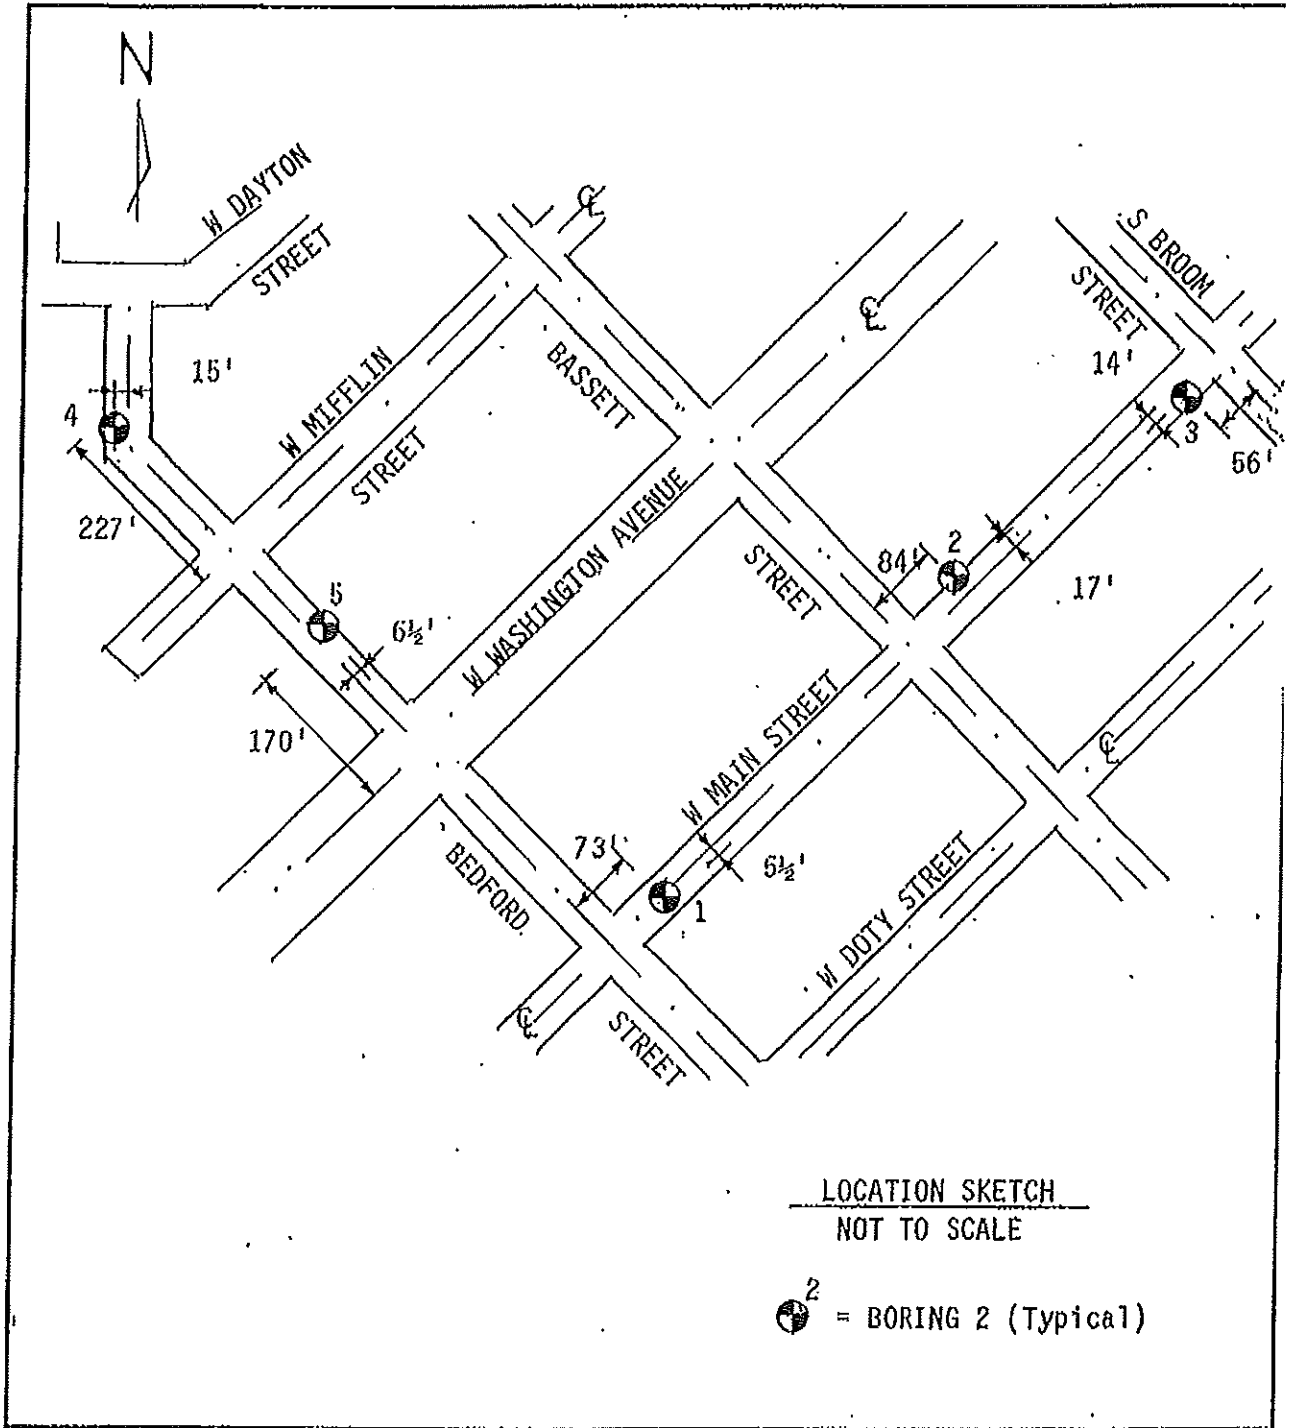 N
W DAYTON
STREET
℄
S BROOM
STREET
℄
15'
14'
4
W MIFFLIN
STREET
BASSETT
STREET
3
56'
227'
W WASHINGTON AVENUE
84'
2
17'
5
6½'
170'
W MAIN STREET
℄
73'
6½'
1
BEDFORD
STREET
W DOTY STREET
℄
LOCATION SKETCH
NOT TO SCALE
2
= BORING 2 (Typical)